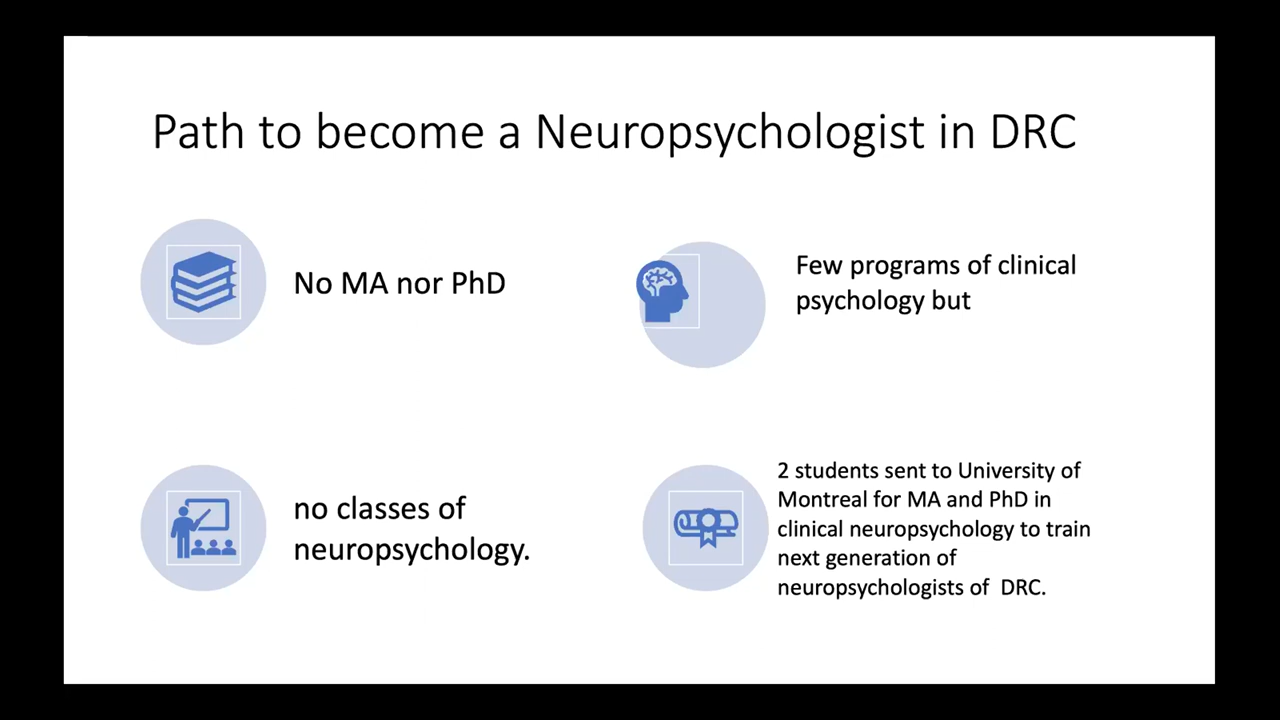 Path to become a Neuropsychologist in DRC
No MA nor PhD
Few programs of clinical
psychology but
no classes of
neuropsychology.
2 students sent to University of
Montreal for MA and PhD in
clinical neuropsychology to train
next generation of
neuropsychologists of  DRC.